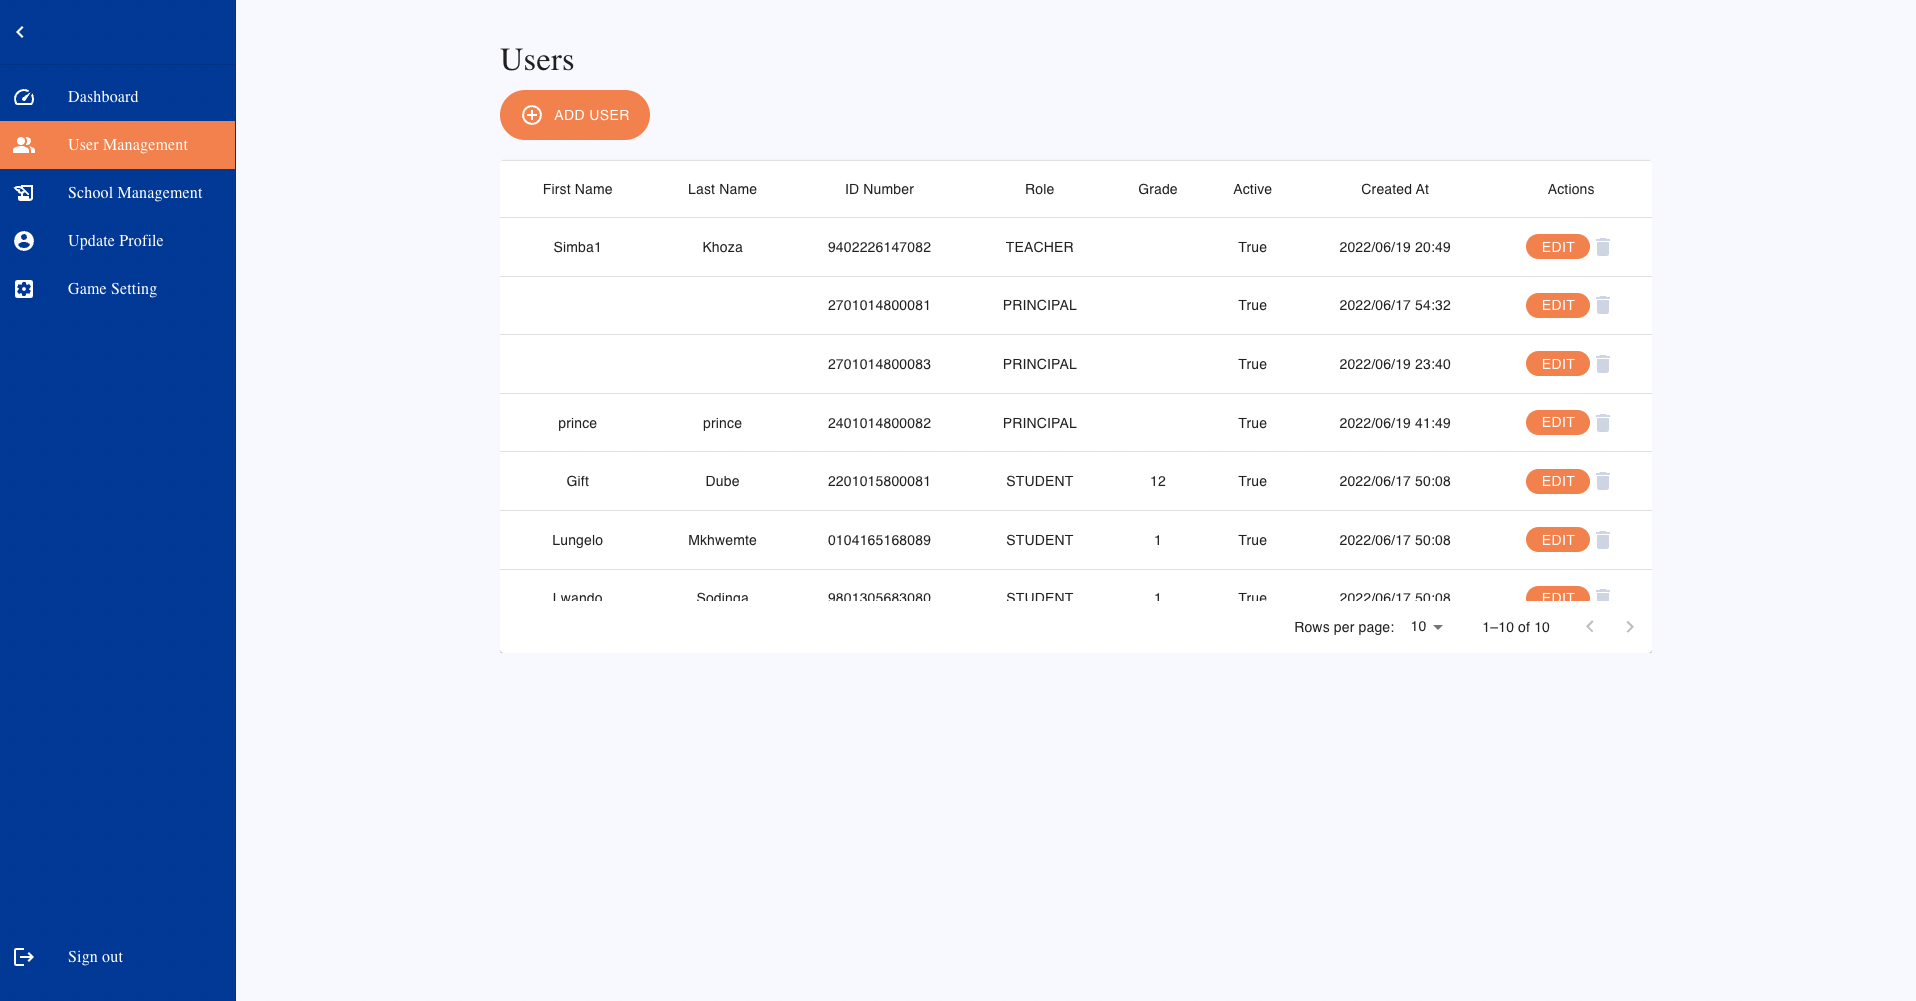 Dashboard
User Management
School Management
Update Profile
Game Setting
Sign out
Users
ADD USER
First Name Last Name ID Number Role Grade Active Created At Actions
Simba1 Khoza 9402226147082 TEACHER True 2022/06/19 20:49 EDIT
2701014800081 PRINCIPAL True 2022/06/17 54:32 EDIT
2701014800083 PRINCIPAL True 2022/06/19 23:40 EDIT
prince prince 2401014800082 PRINCIPAL True 2022/06/19 41:49 EDIT
Gift Dube 2201015800081 STUDENT 12 True 2022/06/17 50:08 EDIT
Lungelo Mkhwemte 0104165168089 STUDENT 1 True 2022/06/17 50:08 EDIT
Lwando Sodinga 9801305683080 STUDENT 1 True 2022/06/17 50:08 EDIT
Rows per page: 10 1–10 of 10